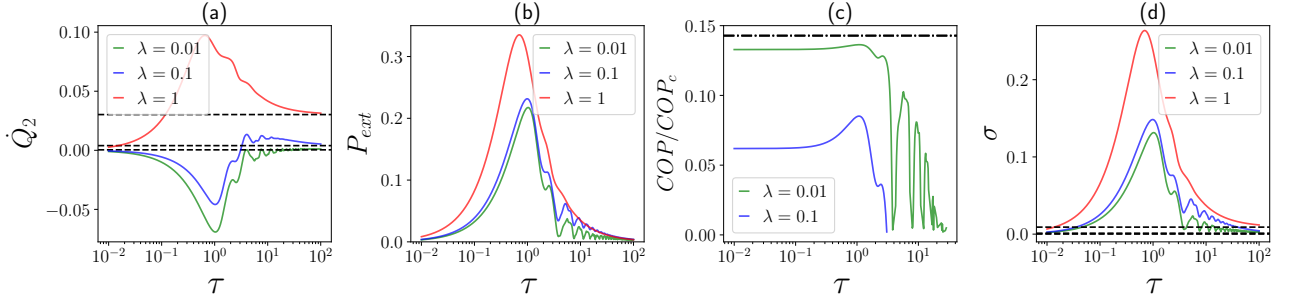 (a)
0.10
0.05
0.00
−0.05
Q̇₂
λ = 0.01
λ = 0.1
λ = 1
10⁻² 10⁻¹ 10⁰ 10¹ 10²
τ
(b)
0.3
0.2
0.1
0.0
P_ext
λ = 0.01
λ = 0.1
λ = 1
10⁻² 10⁻¹ 10⁰ 10¹ 10²
τ
(c)
0.15
0.10
0.05
0.00
COP/COP_c
λ = 0.01
λ = 0.1
10⁻² 10⁻¹ 10⁰ 10¹
τ
(d)
0.2
0.1
0.0
σ
λ = 0.01
λ = 0.1
λ = 1
10⁻² 10⁻¹ 10⁰ 10¹ 10²
τ